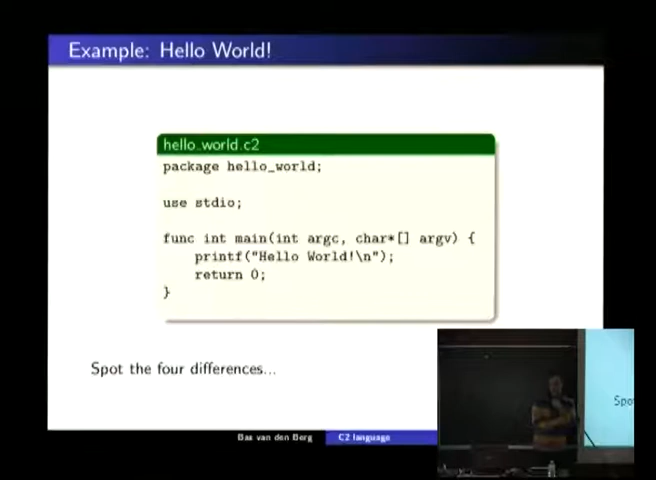 Example: Hello World!
hello_world.c2
package hello_world;
use stdio;
func int main(int argc, char*[] argv) {
printf("Hello World!\n");
return 0;
}
Spot the four differences...
Spo
Bas van den Berg
C2 language